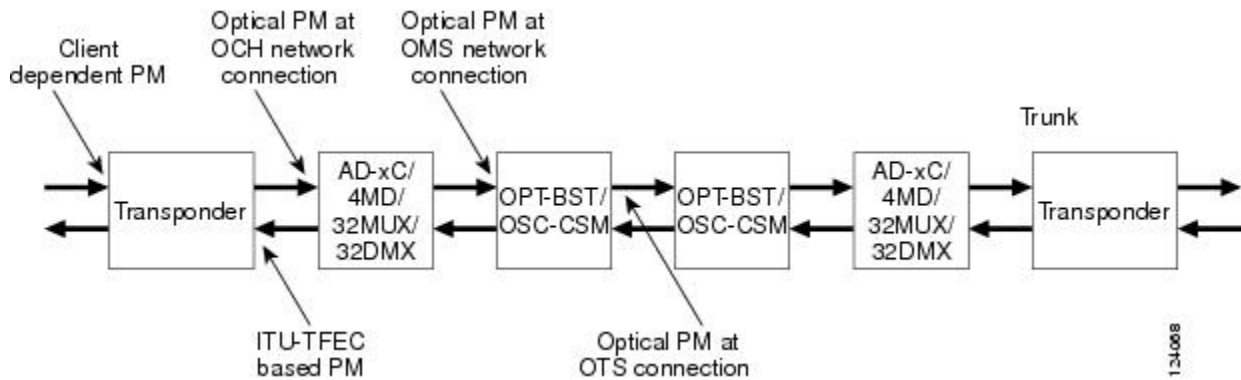 Client
dependent PM
Optical PM at
OCH network
connection
Optical PM at
OMS network
connection
Trunk
Transponder
AD-xC/
4MD/
32MUX/
32DMX
OPT-BST/
OSC-CSM
OPT-BST/
OSC-CSM
AD-xC/
4MD/
32MUX/
32DMX
Transponder
ITU-TFEC
based PM
Optical PM at
OTS connection
124068